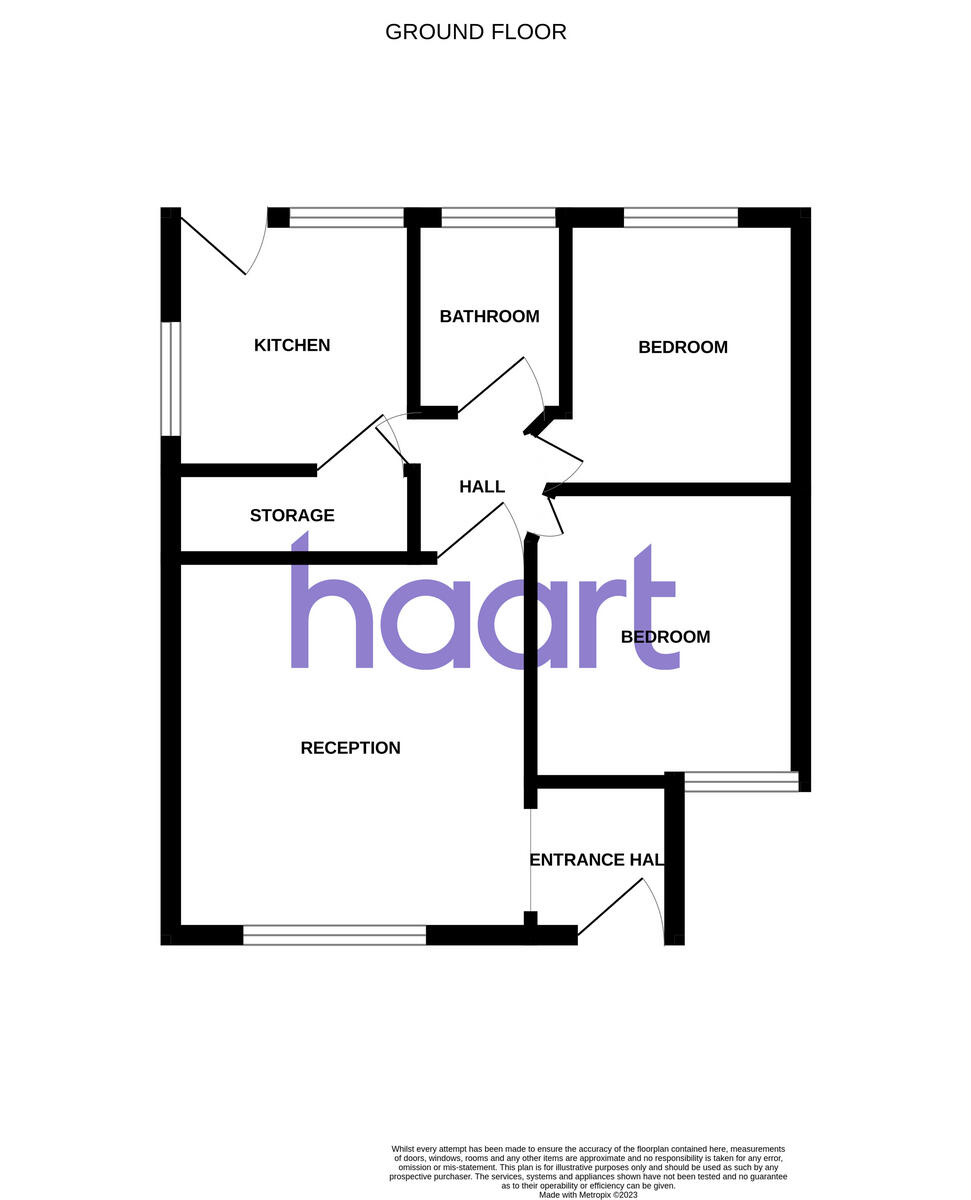 GROUND FLOOR
BATHROOM
KITCHEN
BEDROOM
HALL
STORAGE
haart
BEDROOM
RECEPTION
ENTRANCE HAL
Whilst every attempt has been made to ensure the accuracy of the floorplan contained here, measurements
of doors, windows, rooms and any other items are approximate and no responsibility is taken for any error,
omission or mis-statement. This plan is for illustrative purposes only and should be used as such by any
prospective purchaser. The services, systems and appliances shown have not been tested and no guarantee
as to their operability or efficiency can be given.
Made with Metropix ©2023